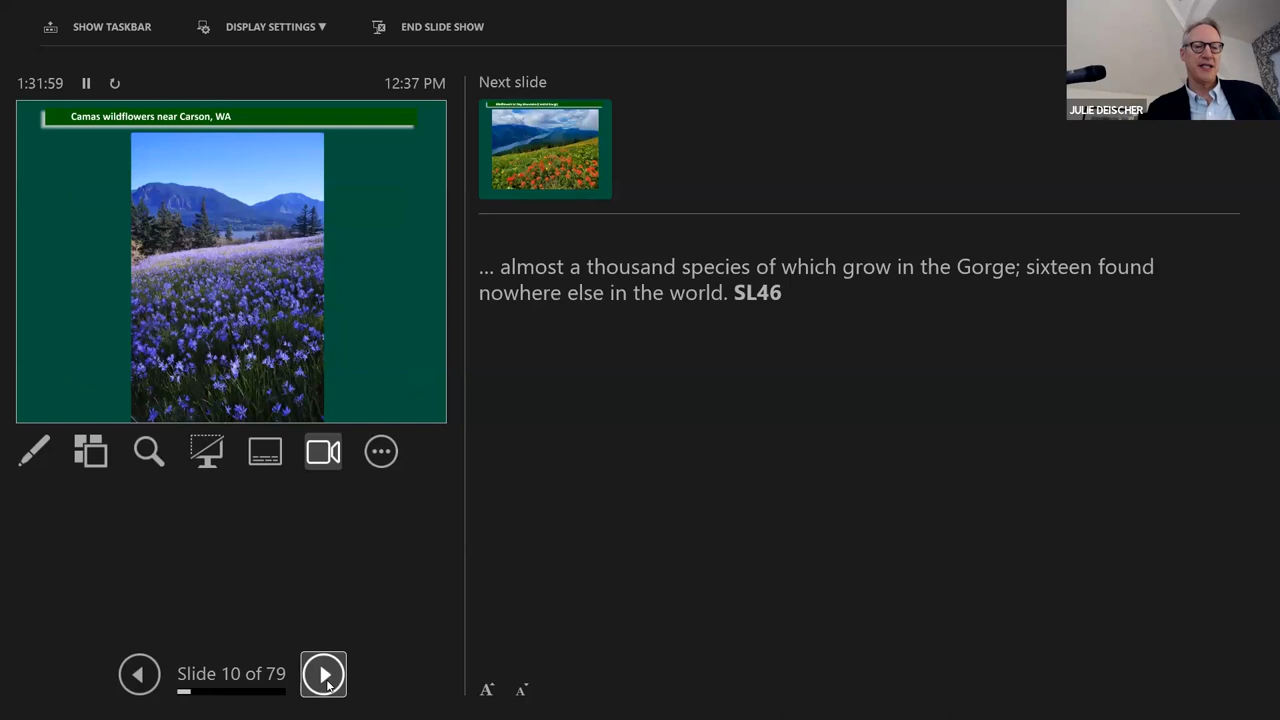 SHOW TASKBAR
DISPLAY SETTINGS ▼
END SLIDE SHOW
JULIE DEISCHER
1:31:59
12:37 PM
Camas wildflowers near Carson, WA
Next slide
... almost a thousand species of which grow in the Gorge; sixteen found
nowhere else in the world. SL46
Slide 10 of 79
A A